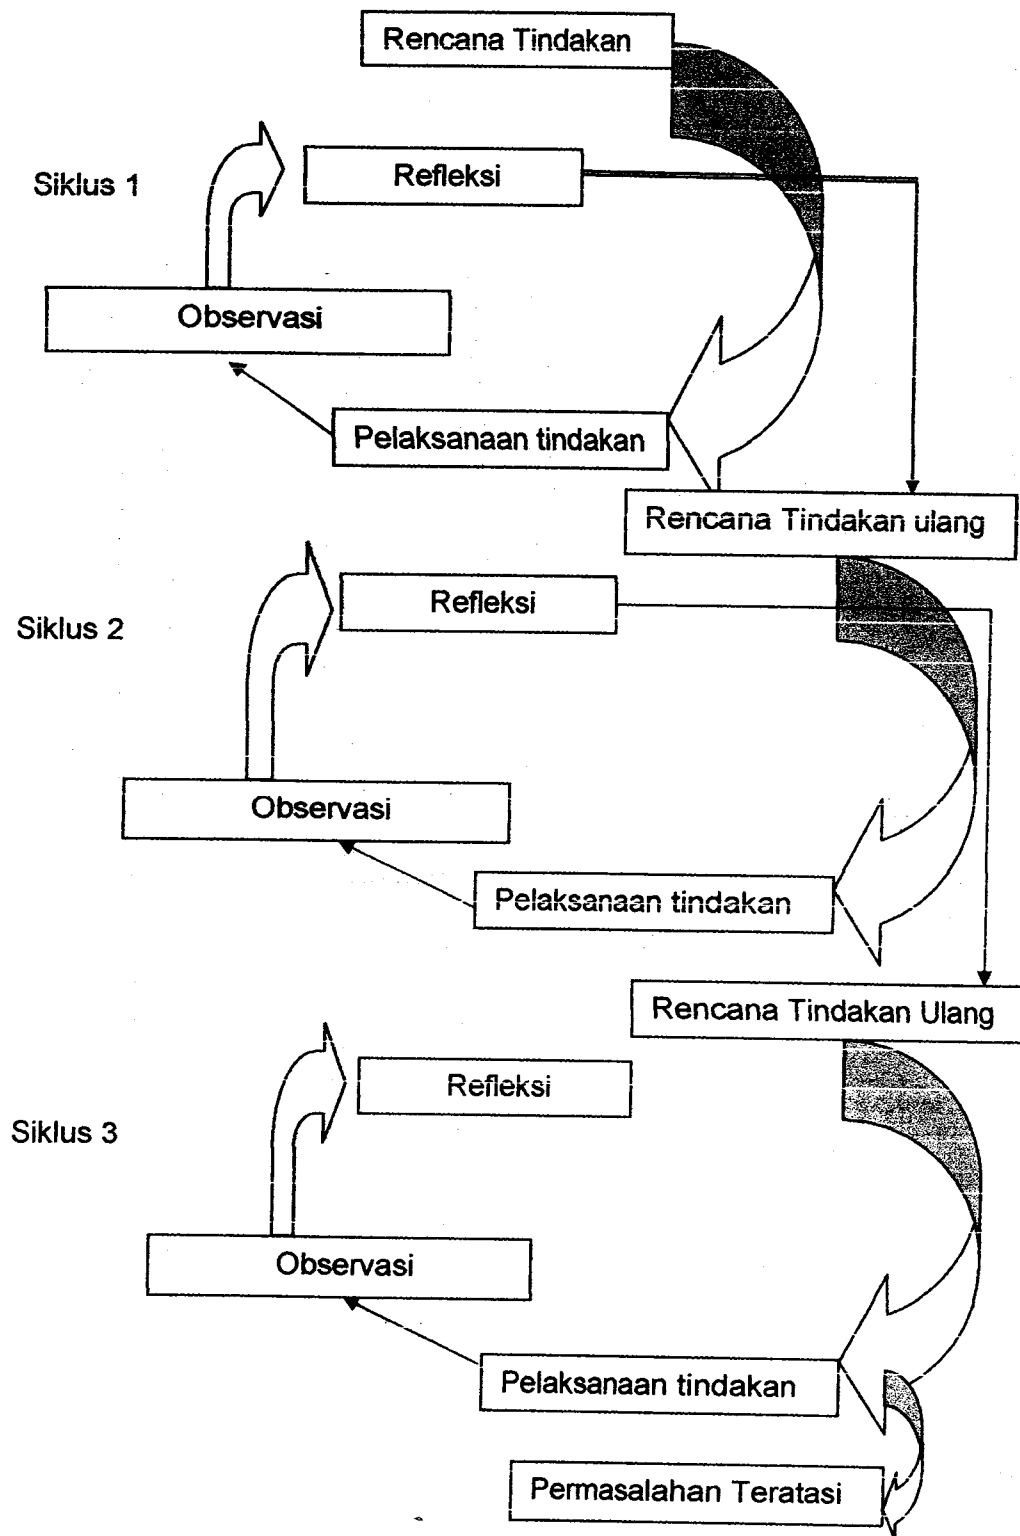 Rencana Tindakan
Siklus 1
Refleksi
Observasi
Pelaksanaan tindakan
Rencana Tindakan ulang
Siklus 2
Refleksi
Observasi
Pelaksanaan tindakan
Rencana Tindakan Ulang
Siklus 3
Refleksi
Observasi
Pelaksanaan tindakan
Permasalahan Teratasi